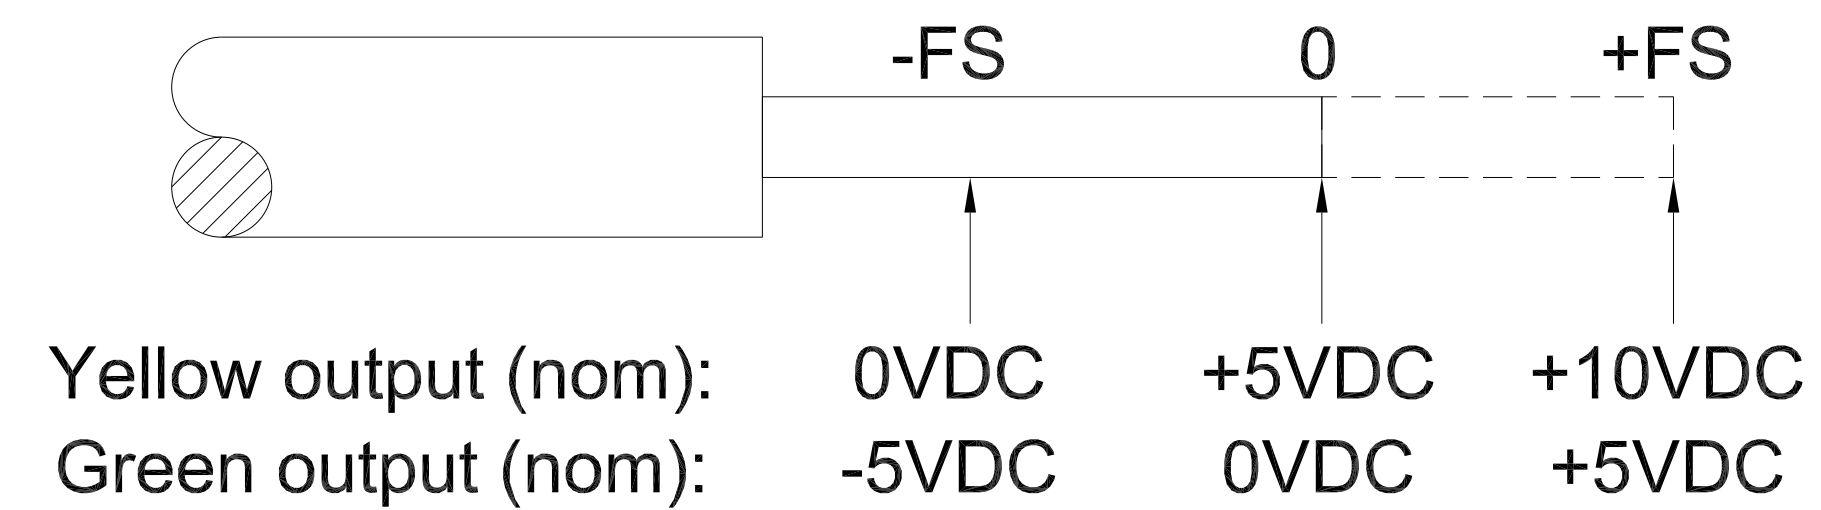 -FS 0 +FS
Yellow output (nom): 0VDC +5VDC +10VDC
Green output (nom): -5VDC 0VDC +5VDC